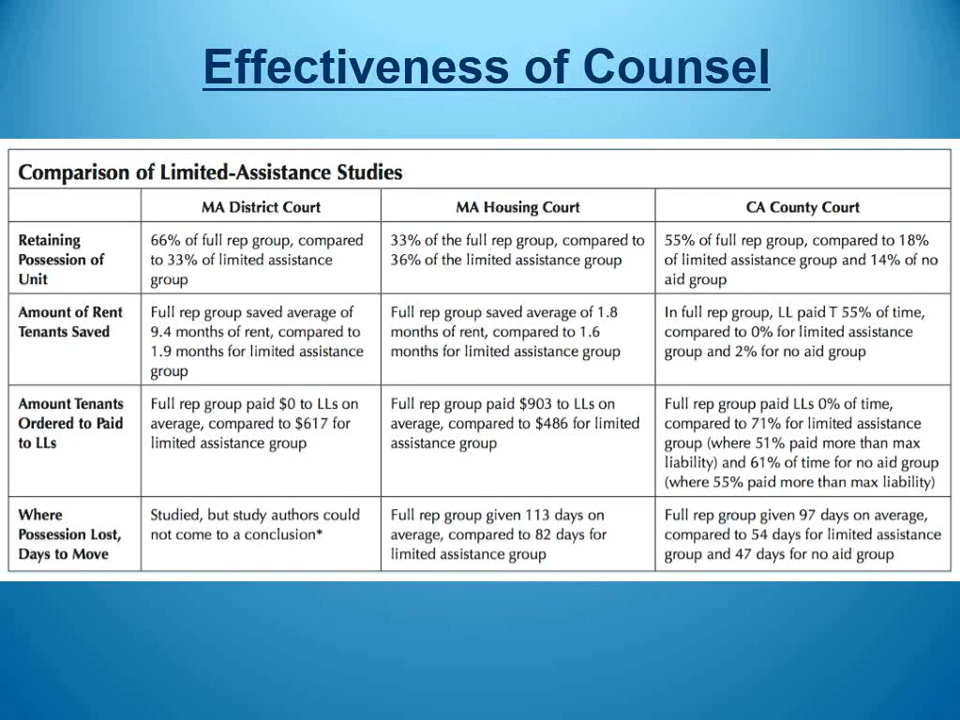 Effectiveness of Counsel
Comparison of Limited-Assistance Studies
MA District Court
MA Housing Court
CA County Court
Retaining
Possession of
Unit
66% of full rep group, compared
to 33% of limited assistance
group
33% of the full rep group, compared to
36% of the limited assistance group
55% of full rep group, compared to 18%
of limited assistance group and 14% of no
aid group
Amount of Rent
Tenants Saved
Full rep group saved average of
9.4 months of rent, compared to
1.9 months for limited assistance
group
Full rep group saved average of 1.8
months of rent, compared to 1.6
months for limited assistance group
In full rep group, LL paid T 55% of time,
compared to 0% for limited assistance
group and 2% for no aid group
Amount Tenants
Ordered to Paid
to LLs
Full rep group paid $0 to LLs on
average, compared to $617 for
limited assistance group
Full rep group paid $903 to LLs on
average, compared to $486 for limited
assistance group
Full rep group paid LLs 0% of time,
compared to 71% for limited assistance
group (where 51% paid more than max
liability) and 61% of time for no aid group
(where 55% paid more than max liability)
Where
Possession Lost,
Days to Move
Studied, but study authors could
not come to a conclusion*
Full rep group given 113 days on
average, compared to 82 days for
limited assistance group
Full rep group given 97 days on average,
compared to 54 days for limited assistance
group and 47 days for no aid group